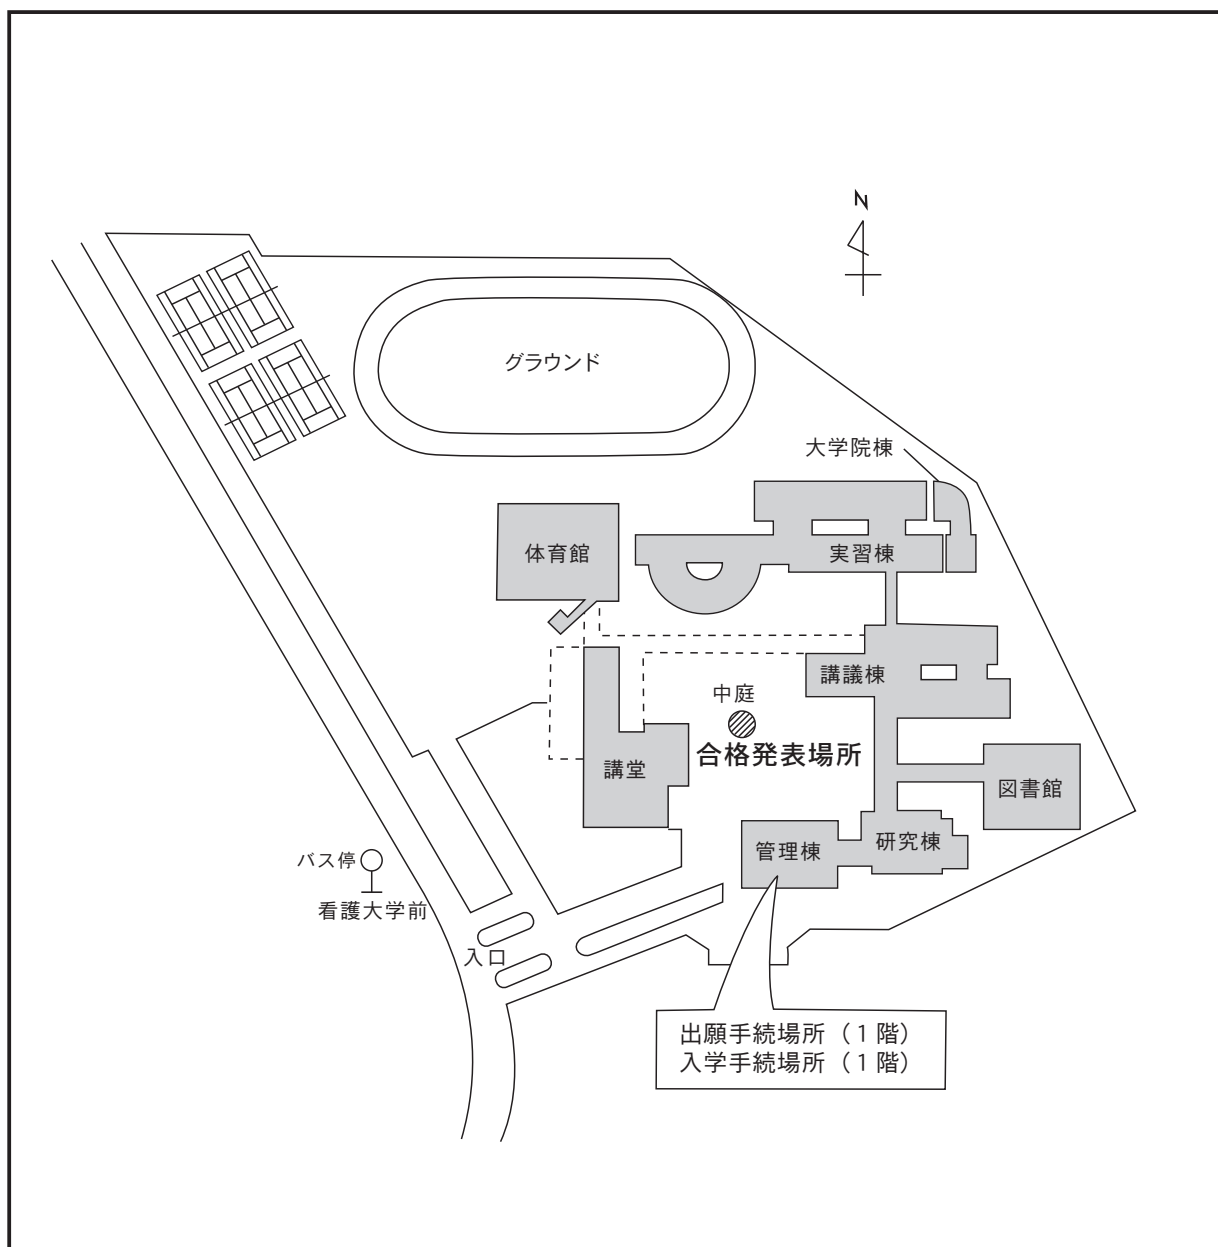 N
グラウンド
大学院棟
体育館
実習棟
講議棟
中庭
合格発表場所
講堂
図書館
管理棟
研究棟
バス停
看護大学前
入口
出願手続場所（1階）
入学手続場所（1階）